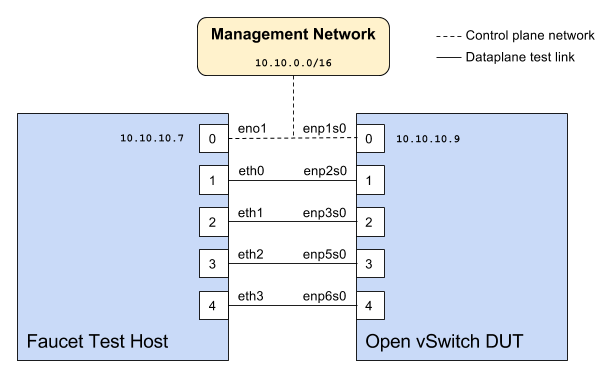 Management Network
10.10.0.0/16
Control plane network
Dataplane test link
10.10.10.7 0 eno1 enp1s0 0 10.10.10.9
1 eth0 enp2s0 1
2 eth1 enp3s0 2
3 eth2 enp5s0 3
4 eth3 enp6s0 4
Faucet Test Host
Open vSwitch DUT